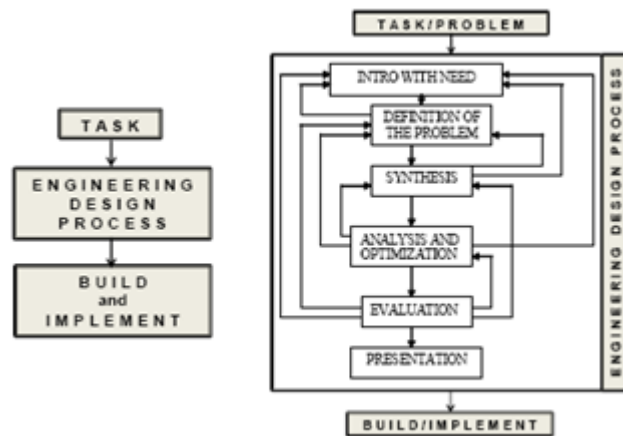 TASK
ENGINEERING
DESIGN
PROCESS
BUILD
and
IMPLEMENT
TASK/PROBLEM
INTRO WITH NEED
DEFINITION OF
THE PROBLEM
SYNTHESIS
ANALYSIS AND
OPTIMIZATION
EVALUATION
PRESENTATION
ENGINEERING DESIGN PROCESS
BUILD/IMPLEMENT